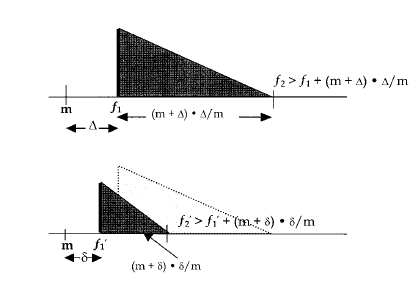 f₂ > f₁ + (m + Δ) • Δ/m
m f₁ (m + Δ) • Δ/m
Δ
f₂′ > f₁′ + (m + δ) • δ/m
m f₁′
δ
(m + δ) • δ/m